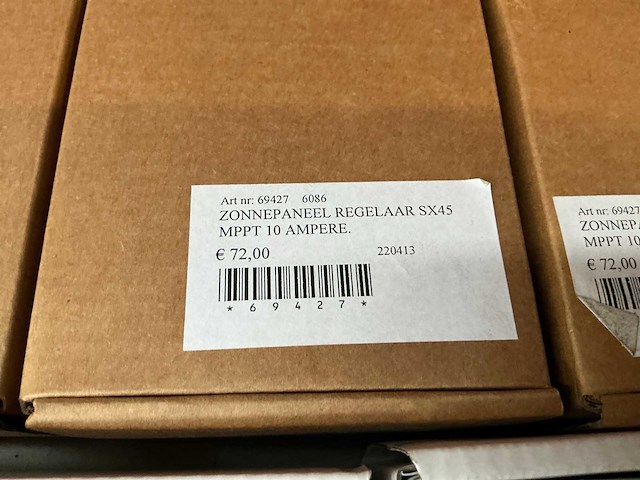 Art nr: 69427 6086
ZONNEPANEEL REGELAAR SX45
MPPT 10 AMPERE.
€ 72,00 220413
* 6 9 4 2 7 *
Art nr: 69427
MPPT 10
€ 72,00